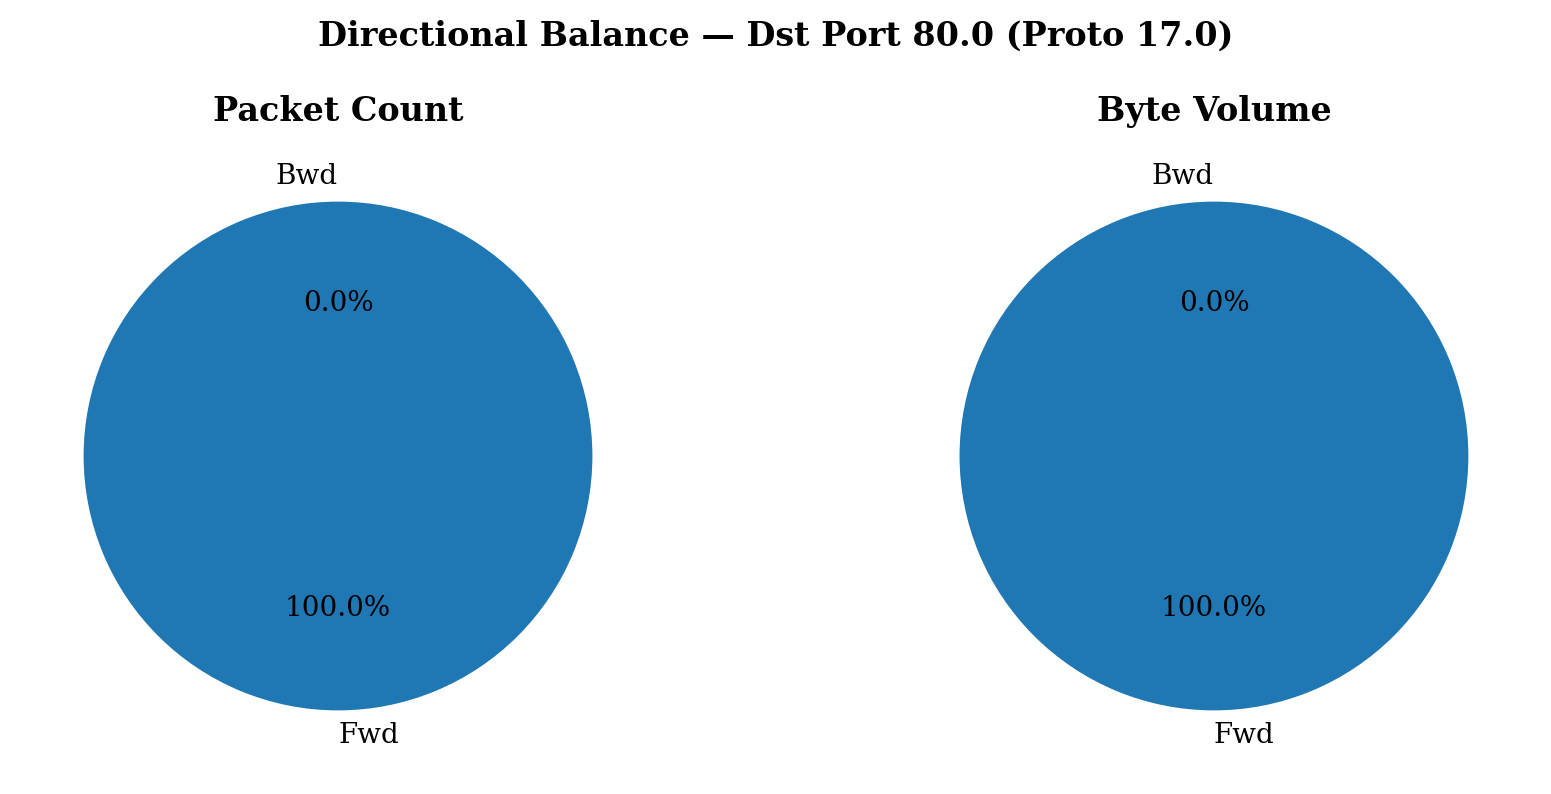 Directional Balance — Dst Port 80.0 (Proto 17.0)
Packet Count
Bwd
0.0%
100.0%
Fwd
Byte Volume
Bwd
0.0%
100.0%
Fwd